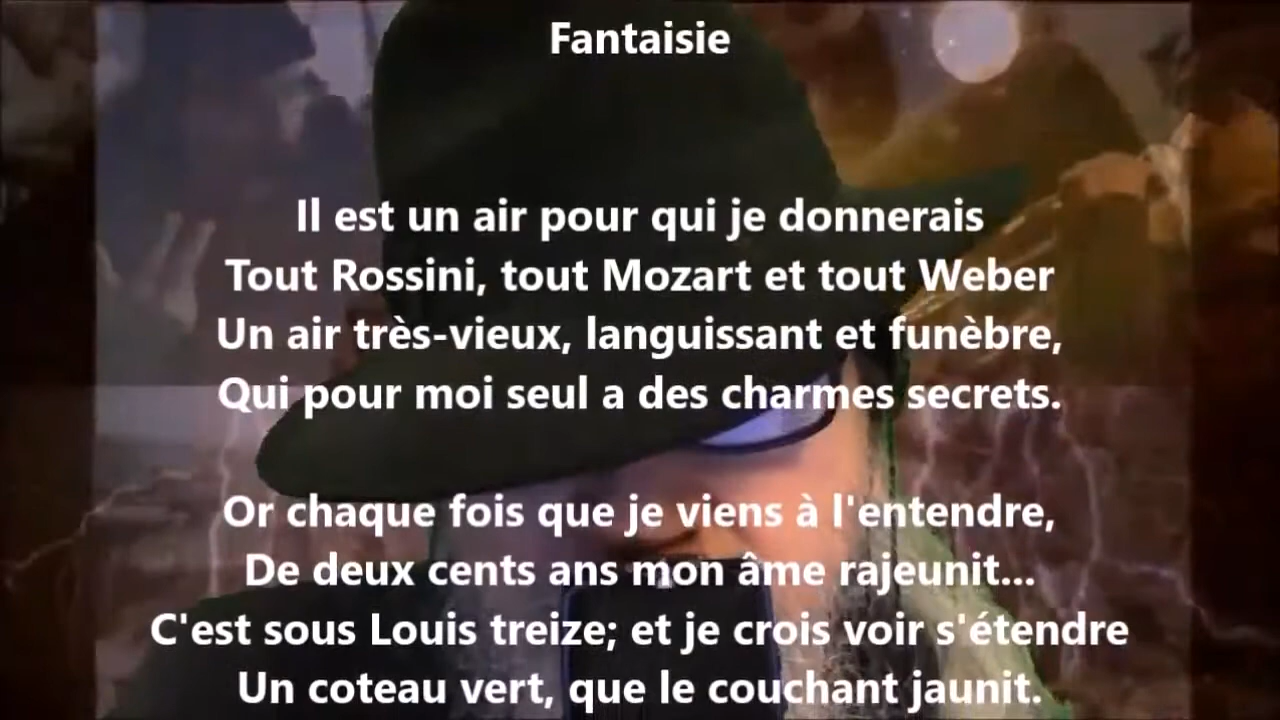 Fantaisie
Il est un air pour qui je donnerais
Tout Rossini, tout Mozart et tout Weber
Un air très-vieux, languissant et funèbre,
Qui pour moi seul a des charmes secrets.
Or chaque fois que je viens à l'entendre,
De deux cents ans mon âme rajeunit...
C'est sous Louis treize; et je crois voir s'étendre
Un coteau vert, que le couchant jaunit.